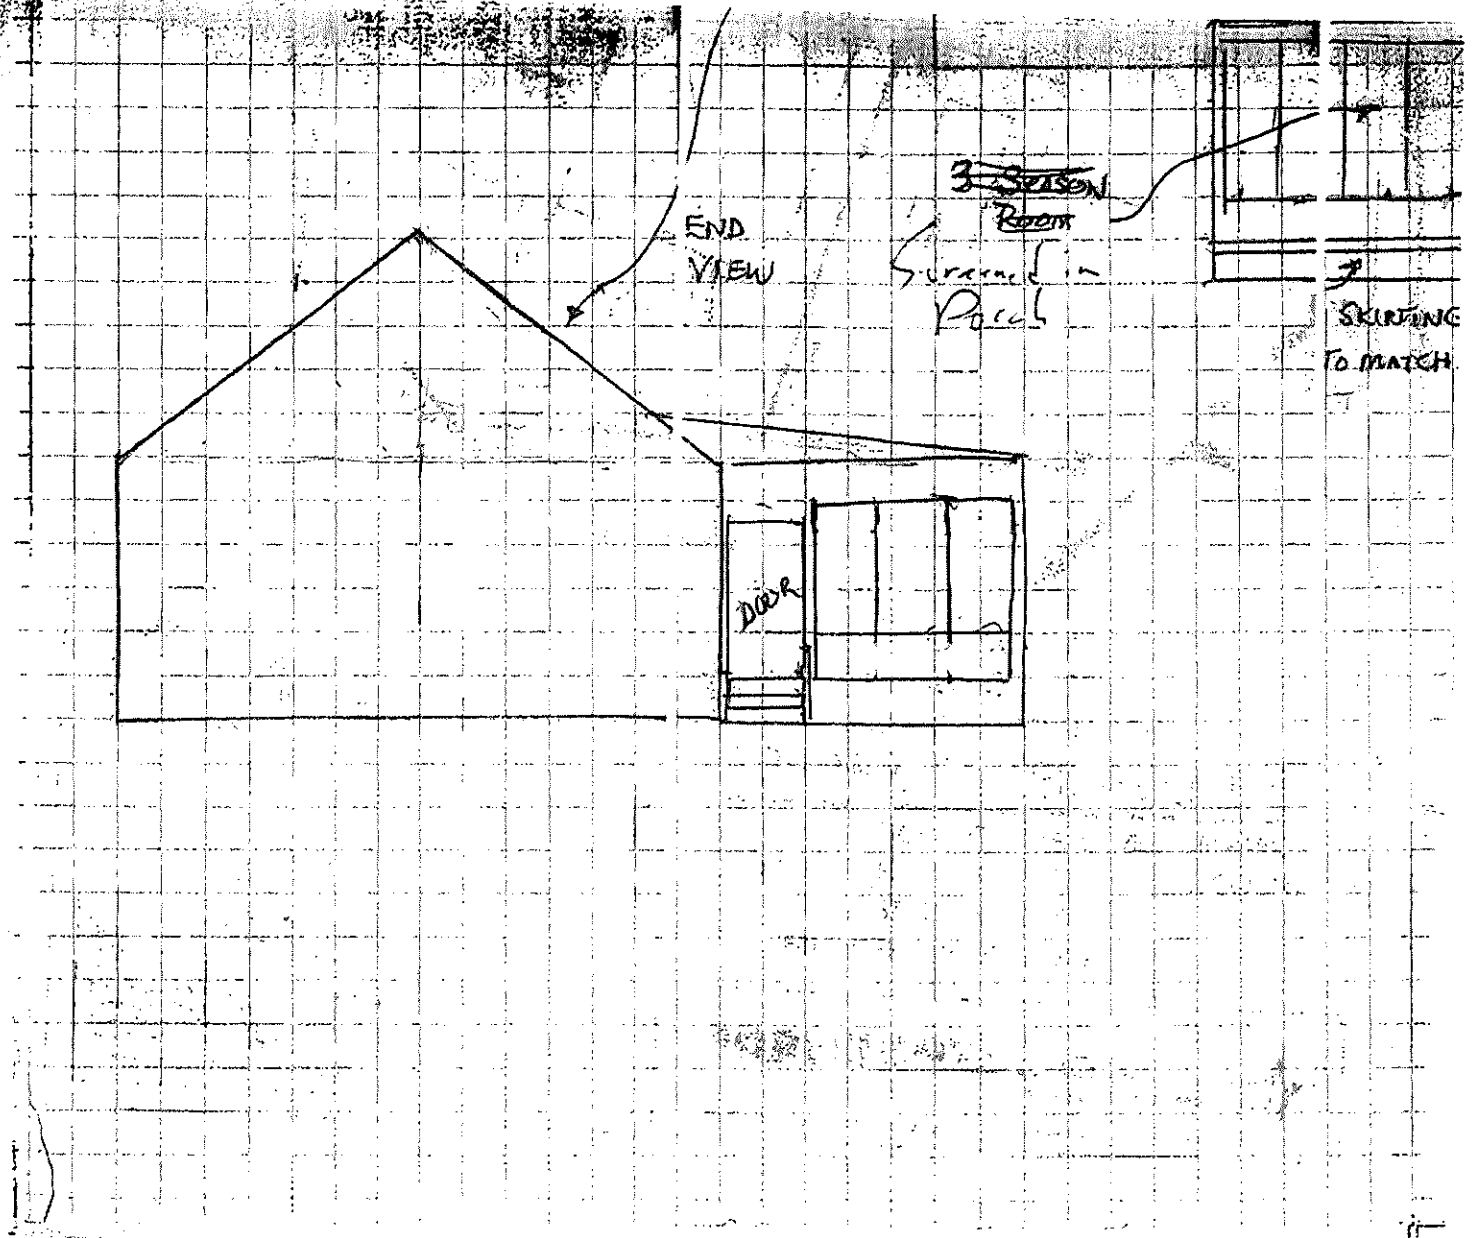 END
VIEW
3-SEASON
ROOM
Screened in
Porch
SKIRTING
TO MATCH
DOOR